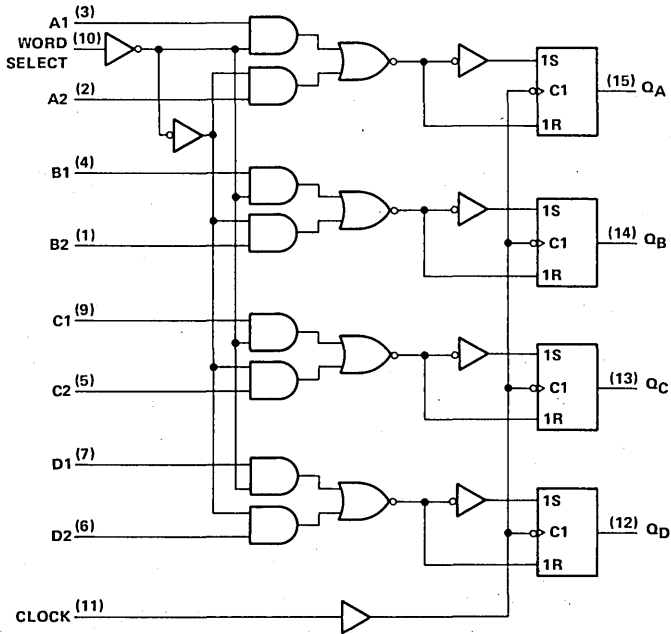 A1 (3)
WORD (10)
SELECT
A2 (2)
1S
C1
1R
(15) QA
B1 (4)
B2 (1)
1S
C1
1R
(14) QB
C1 (9)
C2 (5)
1S
C1
1R
(13) QC
D1 (7)
D2 (6)
1S
C1
1R
(12) QD
CLOCK (11)